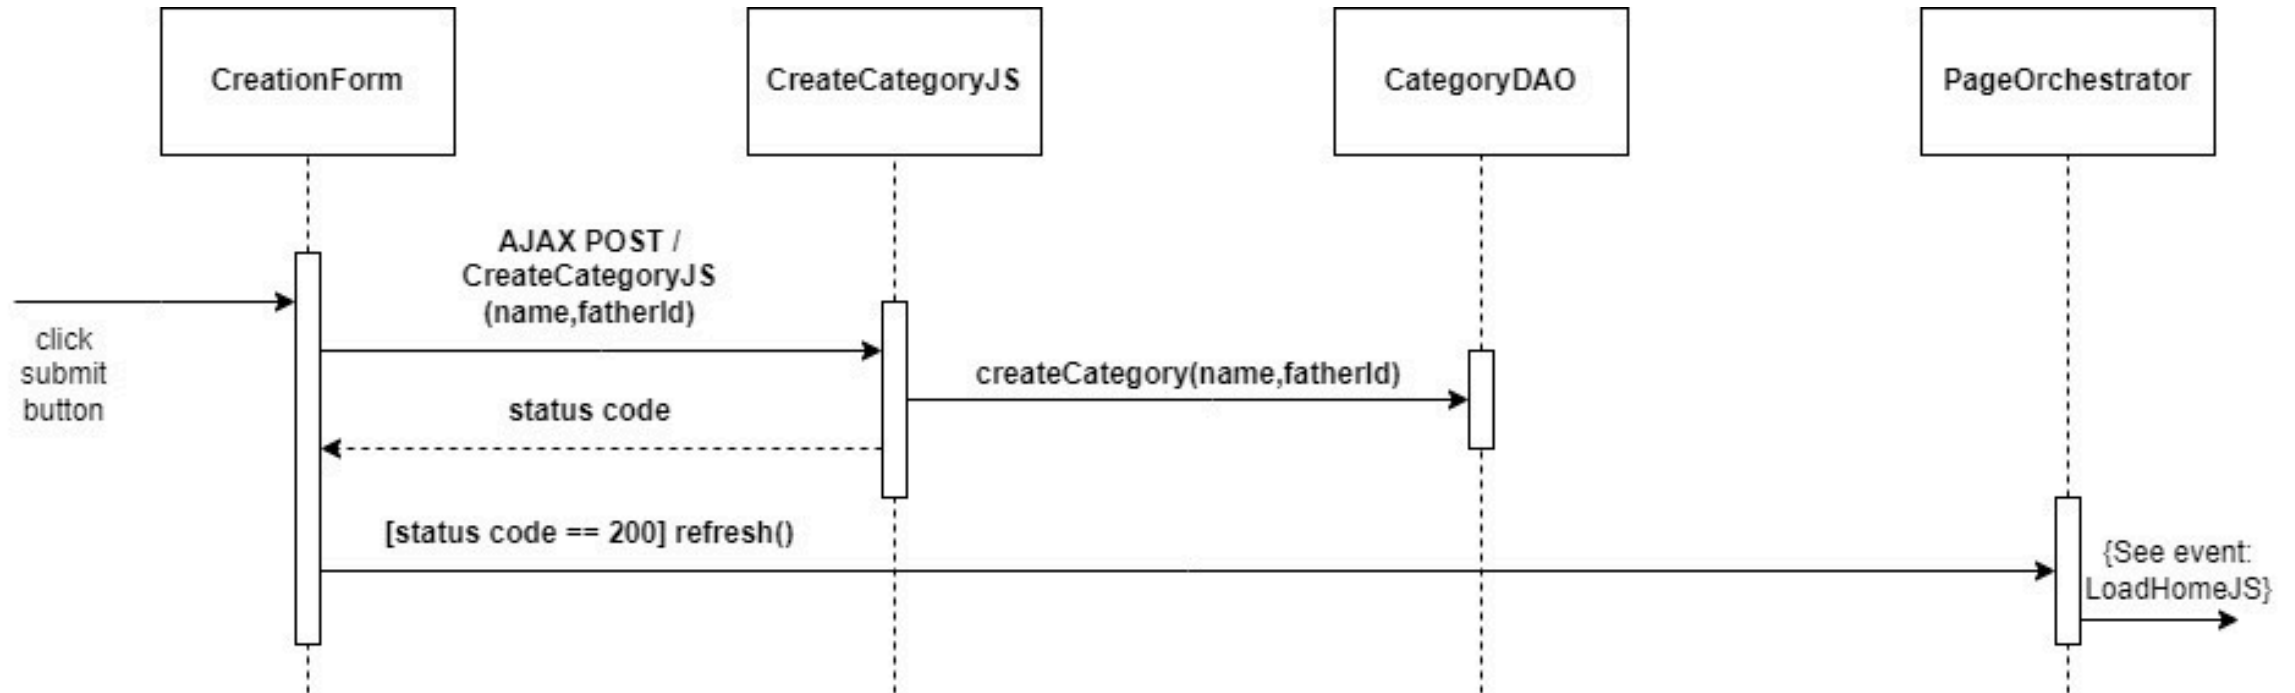 CreationForm
CreateCategoryJS
CategoryDAO
PageOrchestrator
AJAX POST /
CreateCategoryJS
(name,fatherId)
click
submit
button
createCategory(name,fatherId)
status code
[status code == 200] refresh()
{See event:
LoadHomeJS}